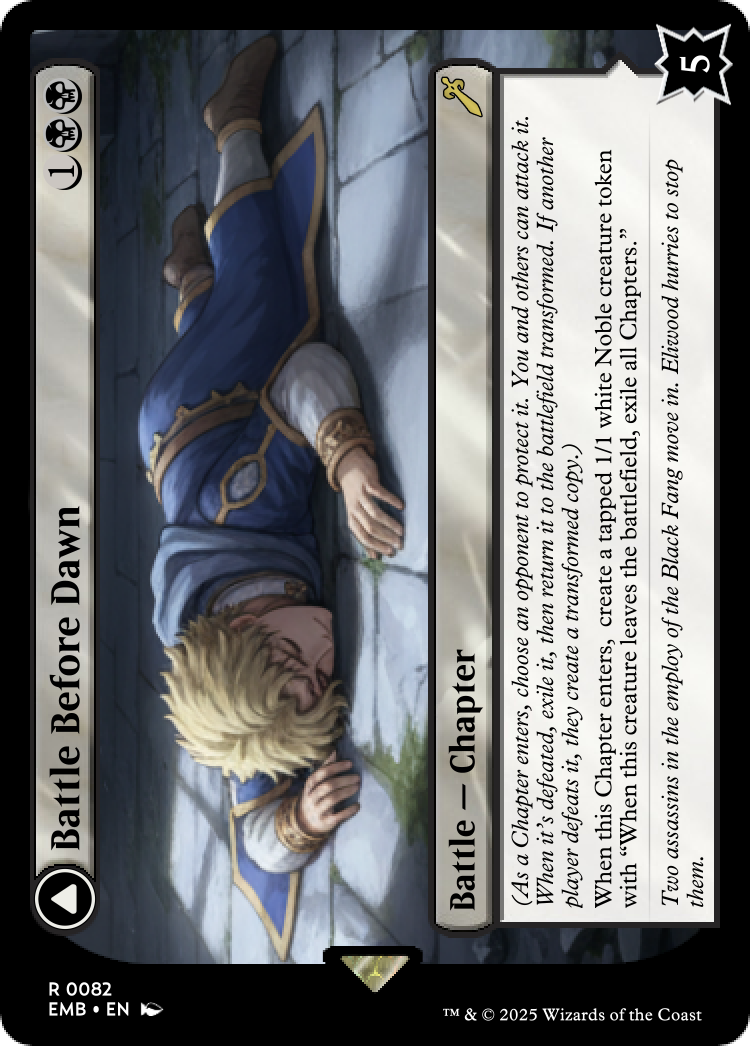 Battle Before Dawn
1
Battle — Chapter
(As a Chapter enters, choose an opponent to protect it. You and others can attack it.
When it's defeated, exile it, then return it to the battlefield transformed. If another
player defeats it, they create a transformed copy.)
When this Chapter enters,  create a tapped 1/1 white Noble creature token
with “When this creature leaves the battlefield, exile all Chapters.”
Two assassins in the employ of the Black Fang move in. Eliwood hurries to stop
them.
5
R 0082
EMB • EN
™ & © 2025 Wizards of the Coast